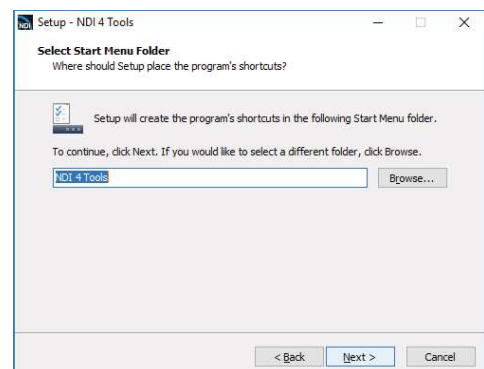 NDI Setup - NDI 4 Tools
Select Start Menu Folder
Where should Setup place the program's shortcuts?
Setup will create the program's shortcuts in the following Start Menu folder.
To continue, click Next. If you would like to select a different folder, click Browse.
NDI 4 Tools Browse...
< Back Next > Cancel